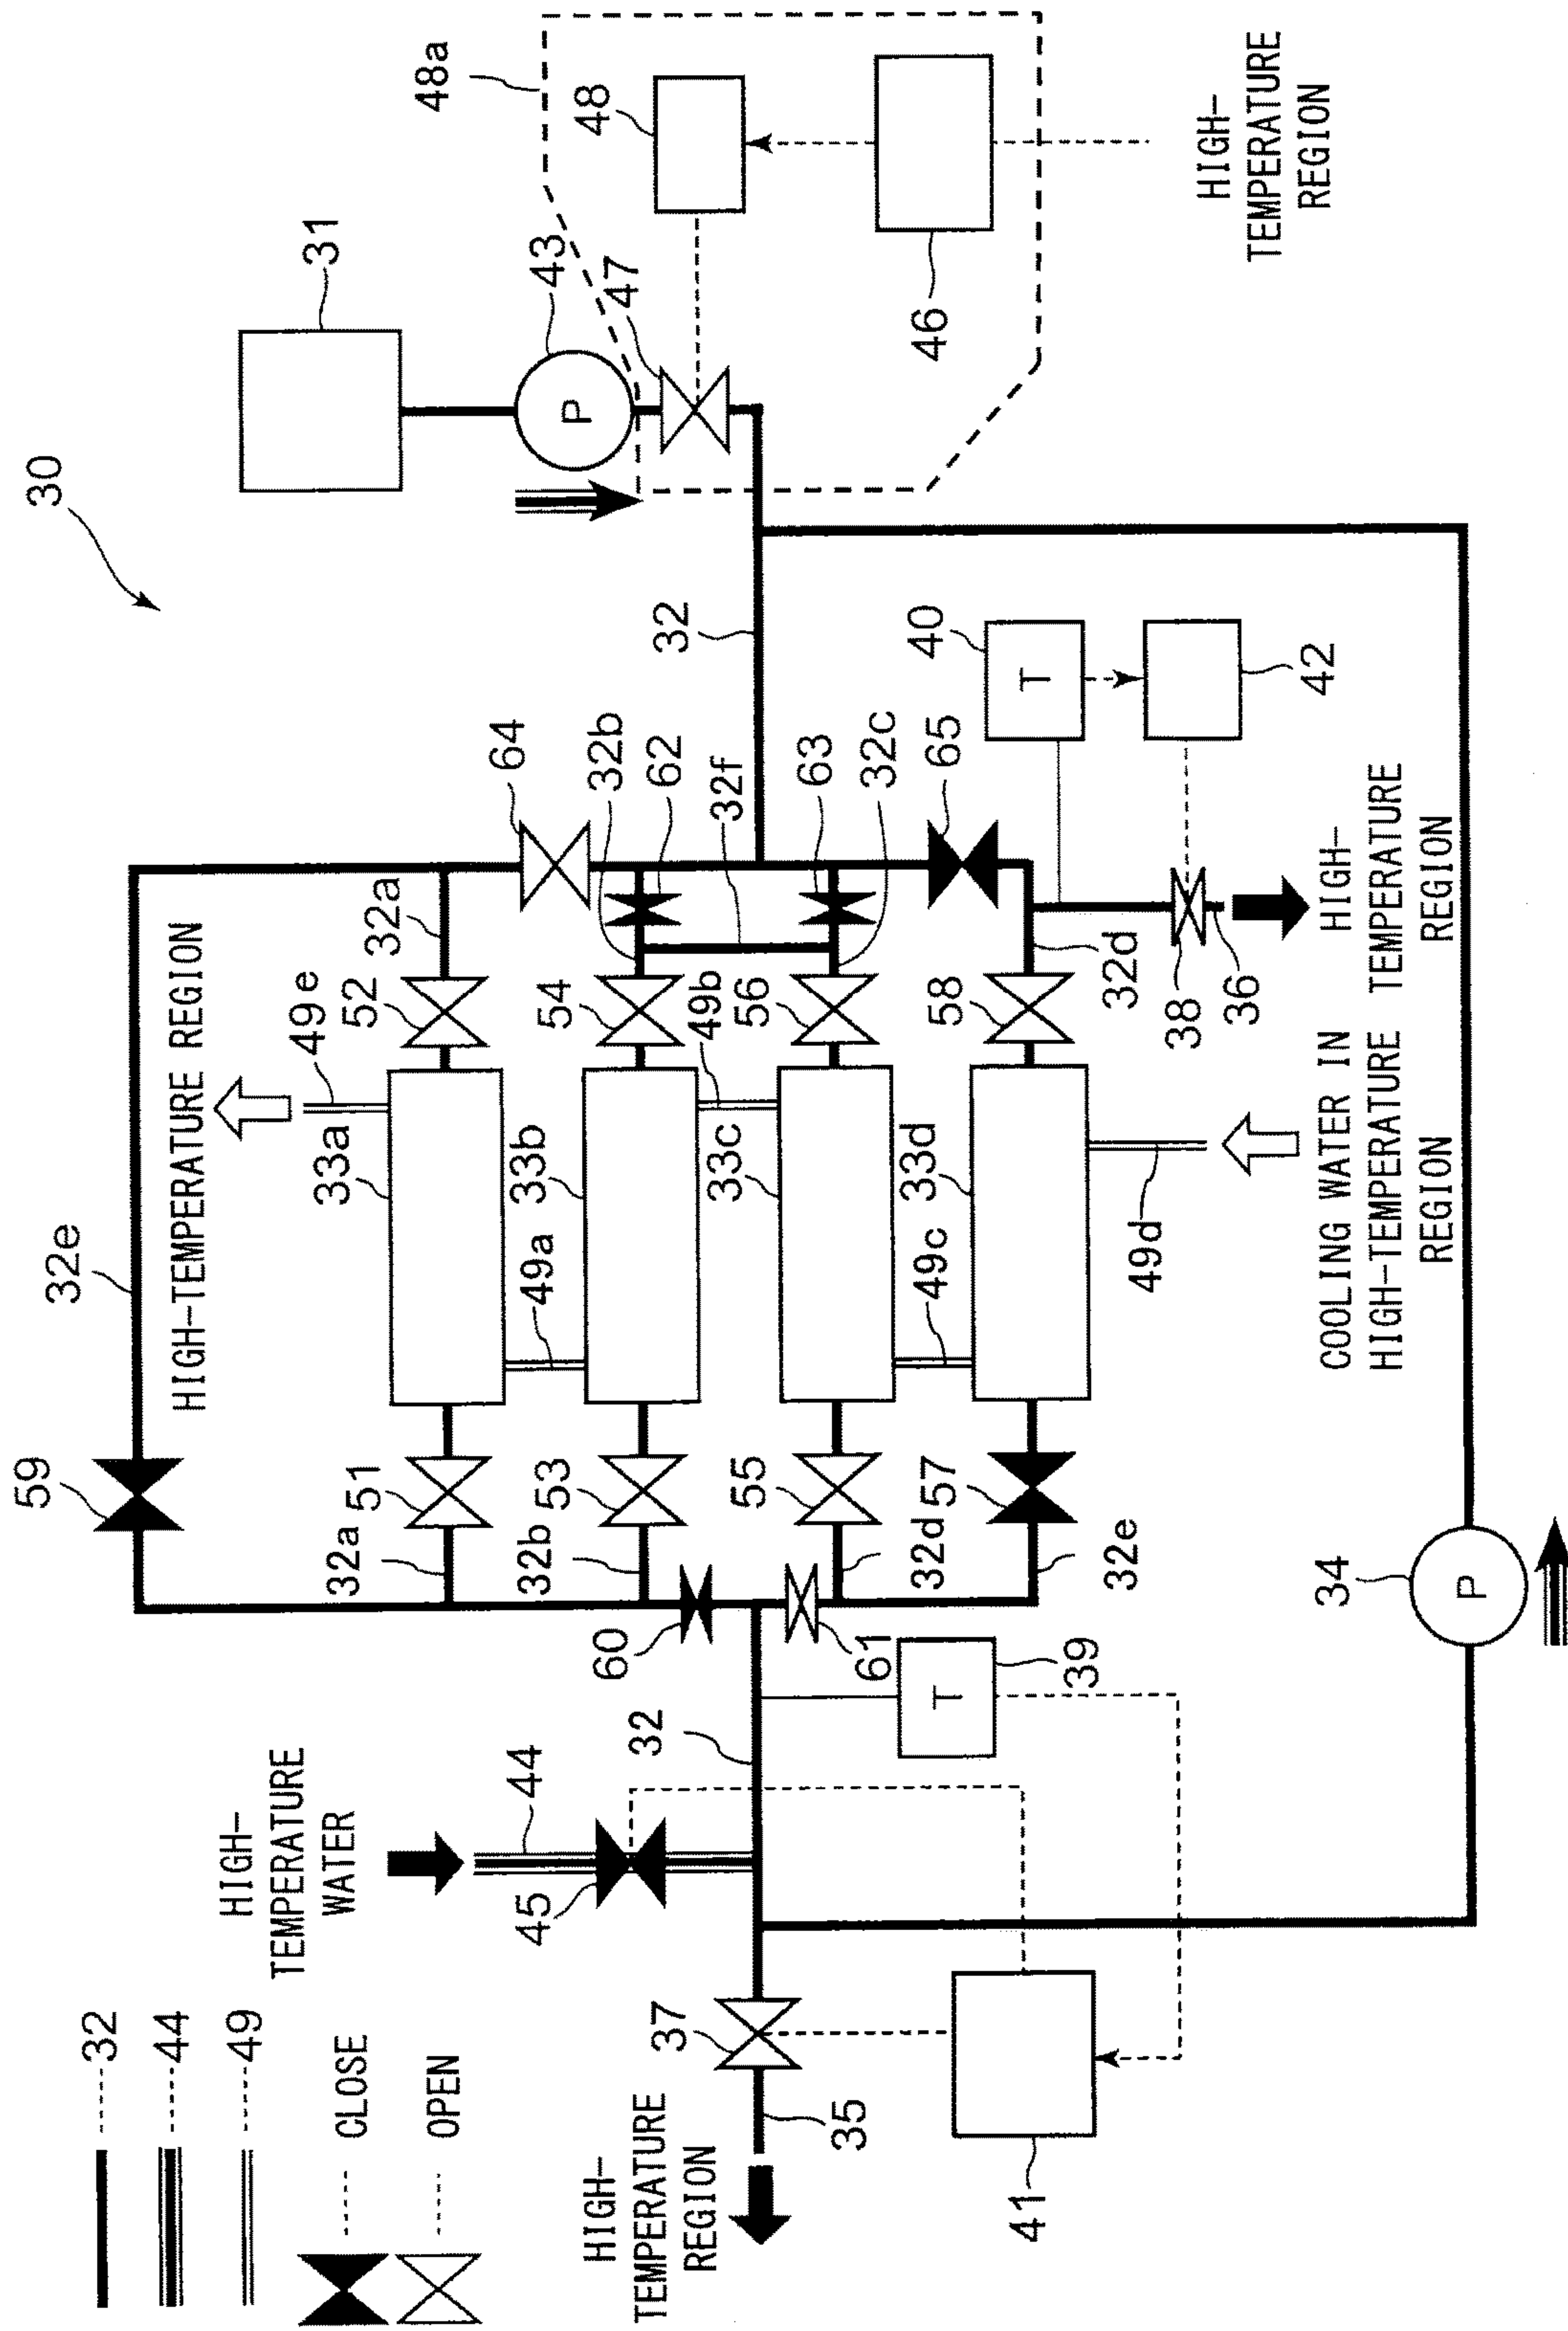 30
32
44
49
CLOSE
OPEN
HIGH-
TEMPERATURE
WATER
HIGH-
TEMPERATURE
REGION
59
32e
HIGH-TEMPERATURE REGION
31
43
P
47
48a
48
46
HIGH-
TEMPERATURE
REGION
32a
51
33a
49e
52
32a
64
49a
32b
53
33b
54
32b
62
49b
32f
60
61
32d
55
33c
56
63
32c
49c
32e
57
33d
58
65
32d
32
32
40
T
42
38
36
HIGH-
TEMPERATURE
REGION
49d
COOLING WATER IN
HIGH-TEMPERATURE
REGION
44
45
37
35
41
39
T
34
P